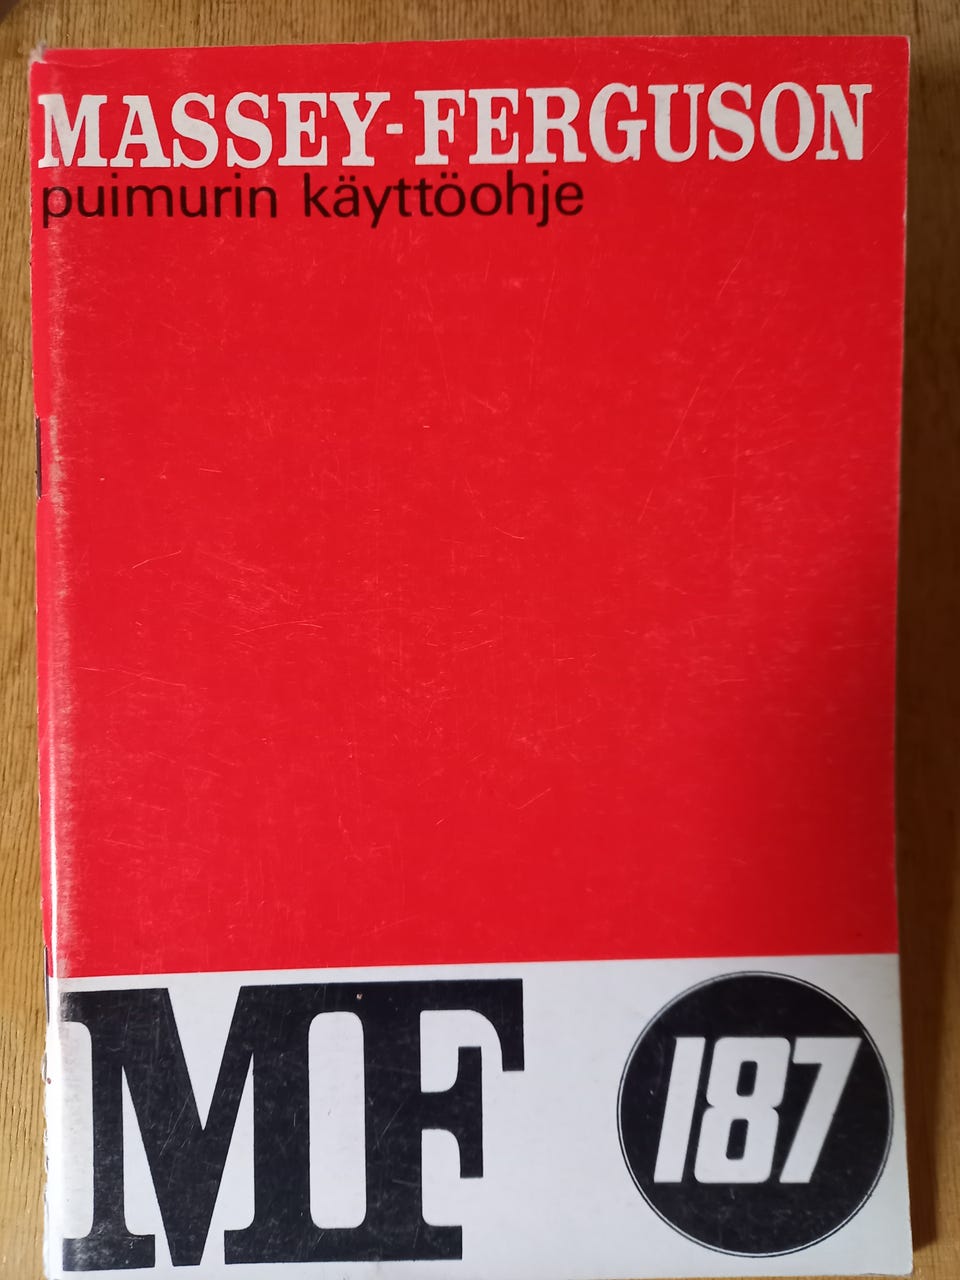 MASSEY-FERGUSON
puimurin käyttöohje
MF
187